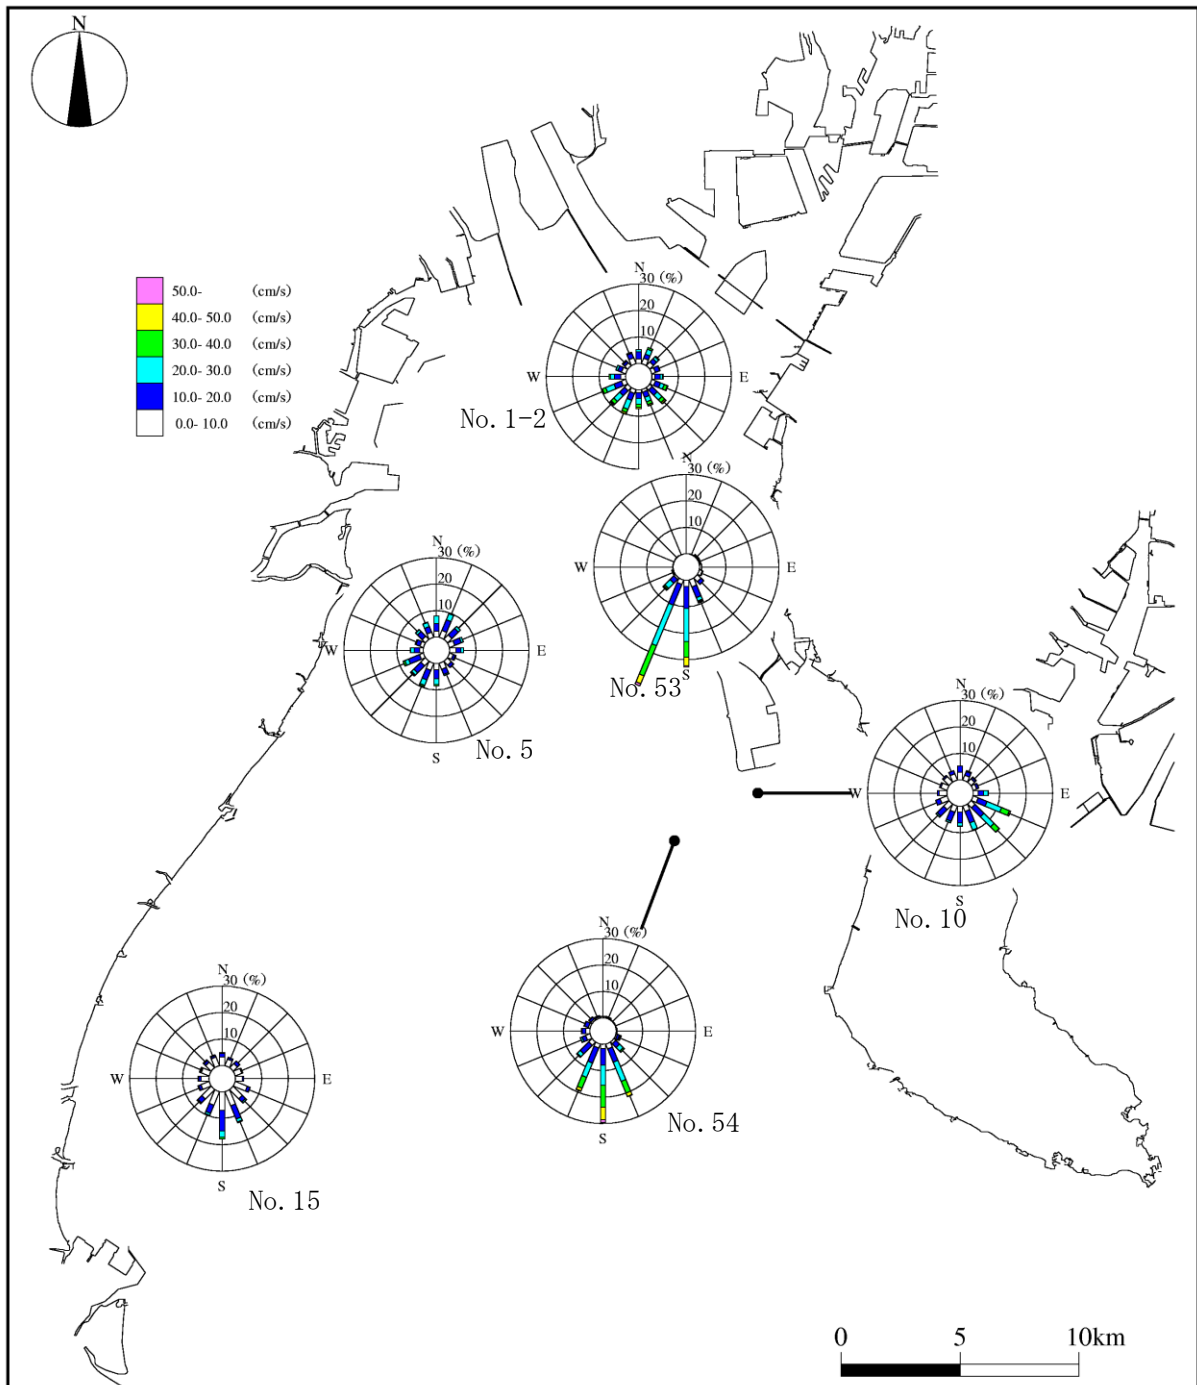 N
50.0- (cm/s)
40.0- 50.0 (cm/s)
30.0- 40.0 (cm/s)
20.0- 30.0 (cm/s)
10.0- 20.0 (cm/s)
0.0- 10.0 (cm/s)
N
30 (%)
20
10
W
E
No. 1-2
N
30 (%)
20
10
W
E
S
No. 53
N
30 (%)
20
10
W
E
S
No. 5
N
30 (%)
20
10
W
E
S
No. 10
N
30 (%)
20
10
W
E
S
No. 54
N
30 (%)
20
10
W
E
S
No. 15
0 5 10km